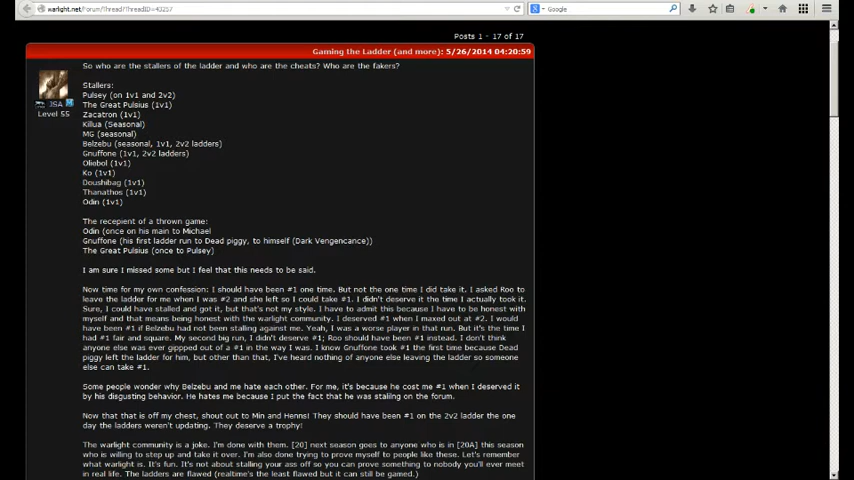 warlight.net/Forum/Thread?ThreadID=43257
Google
Posts 1 - 17 of 17
Gaming the Ladder (and more): 5/26/2014 04:20:59
JSA
Level 55
So who are the stallers of the ladder and who are the cheats? Who are the fakers?
Stallers:
Pulsey (on 1v1 and 2v2)
The Great Pulsius (1v1)
Zacatron (1v1)
Killua (Seasonal)
MG (seasonal)
Belzebu (seasonal, 1v1, 2v2 ladders)
Gnuffone (1v1, 2v2 ladders)
Oliebol (1v1)
Ko (1v1)
Doushibag (1v1)
Thanathos (1v1)
Odin (1v1)
The recepient of a thrown game:
Odin (once on his main to Michael
Gnuffone (his first ladder run to Dead piggy, to himself (Dark Vengencance))
The Great Pulsius (once to Pulsey)
I am sure I missed some but I feel that this needs to be said.
Now time for my own confession: I should have been #1 one time. But not the one time I did take it. I asked Roo to
leave the ladder for me when I was #2 and she left so I could take #1. I didn't deserve it the time I actually took it.
Sure, I could have stalled and got it, but that's not my style. I have to admit this because I have to be honest with
myself and that means being honest with the warlight community. I deserved #1 when I maxed out at #2. I would
have been #1 if Belzebu had not been stalling against me. Yeah, I was a worse player in that run. But it's the time I
had #1 fair and square. My second big run, I didn't deserve #1; Roo should have been #1 instead. I don't think
anyone else was ever gippped out of a #1 in the way I was. I know Gnuffone took #1 the first time because Dead
piggy left the ladder for him, but other than that, I've heard nothing of anyone else leaving the ladder so someone
else can take #1.
Some people wonder why Belzebu and me hate each other. For me, it's because he cost me #1 when I deserved it
by his disgusting behavior. He hates me because I put the fact that he was stalilng on the forum.
Now that that is off my chest, shout out to Min and Henns! They should have been #1 on the 2v2 ladder the one
day the ladders weren't updating. They deserve a trophy!
The warlight community is a joke. I'm done with them. [20] next season goes to anyone who is in [20A] this season
who is willing to step up and take it over. I'm also done trying to prove myself to people like these. Let's remember
what warlight is. It's fun. It's not about stalling your ass off so you can prove something to nobody you'll ever meet
in real life. The ladders are flawed (realtime's the least flawed but it can still be gamed.)